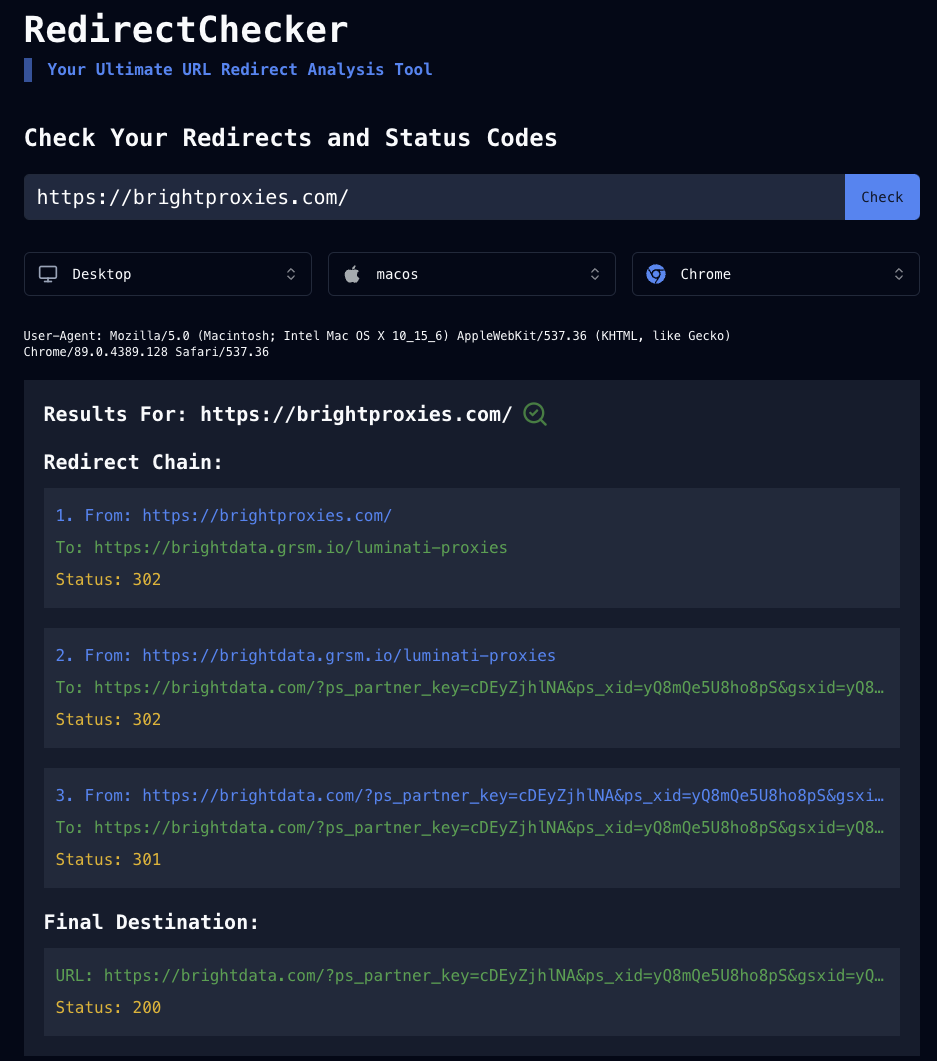 RedirectChecker
Your Ultimate URL Redirect Analysis Tool
Check Your Redirects and Status Codes
https://brightproxies.com/
Check
Desktop
macos
Chrome
User-Agent: Mozilla/5.0 (Macintosh; Intel Mac OS X 10_15_6) AppleWebKit/537.36 (KHTML, like Gecko)
Chrome/89.0.4389.128 Safari/537.36
Results For: https://brightproxies.com/
Redirect Chain:
1. From: https://brightproxies.com/
To: https://brightdata.grsm.io/luminati-proxies
Status: 302
2. From: https://brightdata.grsm.io/luminati-proxies
To: https://brightdata.com/?ps_partner_key=cDEyZjhlNA&ps_xid=yQ8mQe5U8ho8pS&gsxid=yQ8…
Status: 302
3. From: https://brightdata.com/?ps_partner_key=cDEyZjhlNA&ps_xid=yQ8mQe5U8ho8pS&gsxi…
To: https://brightdata.com/?ps_partner_key=cDEyZjhlNA&ps_xid=yQ8mQe5U8ho8pS&gsxid=yQ8…
Status: 301
Final Destination:
URL: https://brightdata.com/?ps_partner_key=cDEyZjhlNA&ps_xid=yQ8mQe5U8ho8pS&gsxid=yQ…
Status: 200